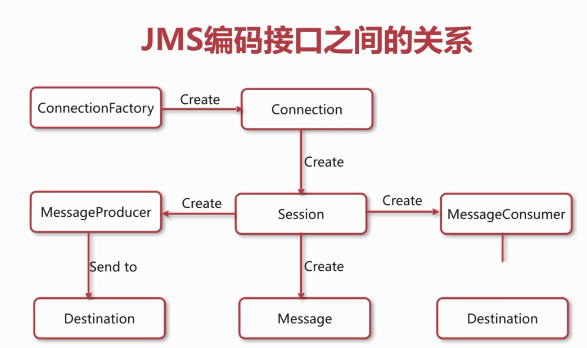 JMS编码接口之间的关系
ConnectionFactory
Create
Connection
Create
MessageProducer
Create
Session
Create
MessageConsumer
Send to
Create
Destination
Message
Destination